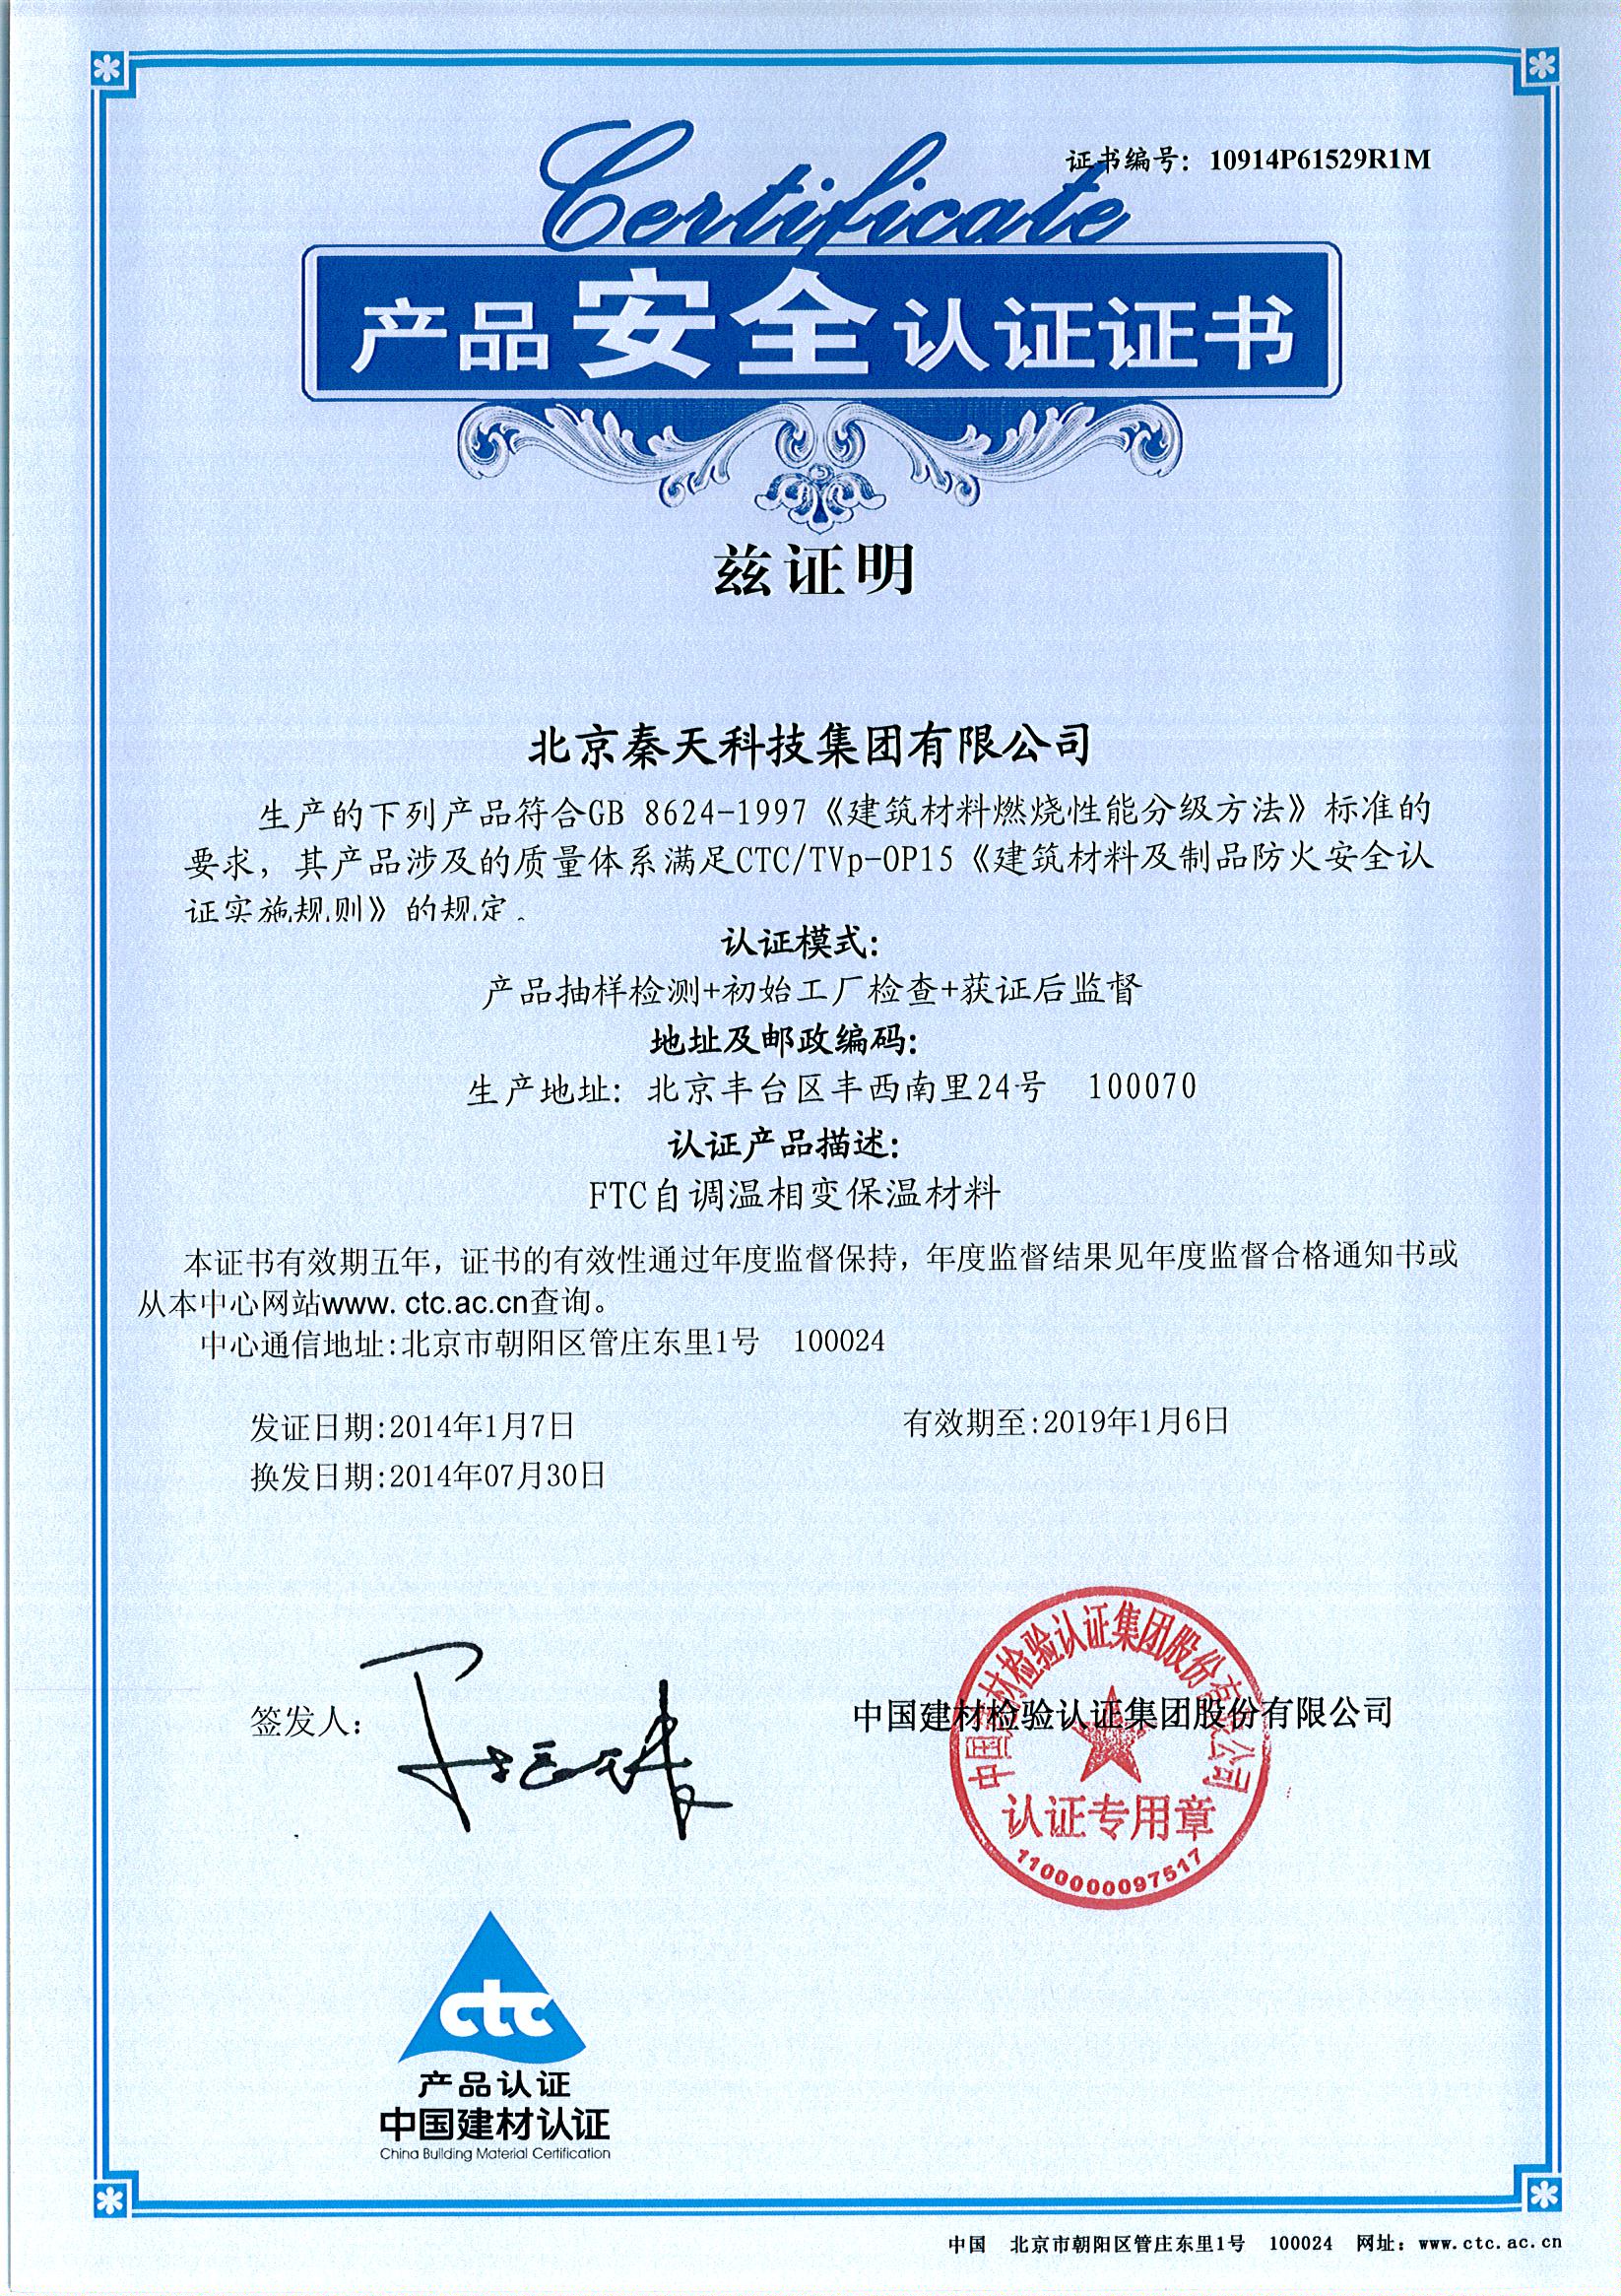 证书编号：10914P61529R1M
Certificate
产品安全认证证书
兹证明
北京秦天科技集团有限公司
生产的下列产品符合GB 8624-1997《建筑材料燃烧性能分级方法》标准的
要求，其产品涉及的质量体系满足CTC/TVp-OP15《建筑材料及制品防火安全认
证实施规则》的规定。
认证模式：
产品抽样检测+初始工厂检查+获证后监督
地址及邮政编码：
生产地址：北京丰台区丰西南里24号 100070
认证产品描述：
FTC自调温相变保温材料
本证书有效期五年，证书的有效性通过年度监督保持，年度监督结果见年度监督合格通知书或
从本中心网站www. ctc.ac.cn查询。
中心通信地址:北京市朝阳区管庄东里1号 100024
发证日期:2014年1月7日
有效期至:2019年1月6日
换发日期:2014年07月30日
签发人：
中国建材检验认证集团股份有限公司
中国建材检验认证集团股份有限公司
认证专用章
1100000097517
ctc
产品认证
中国建材认证
China Building Material Certification
中国 北京市朝阳区管庄东里1号 100024 网址：www.ctc.ac.cn